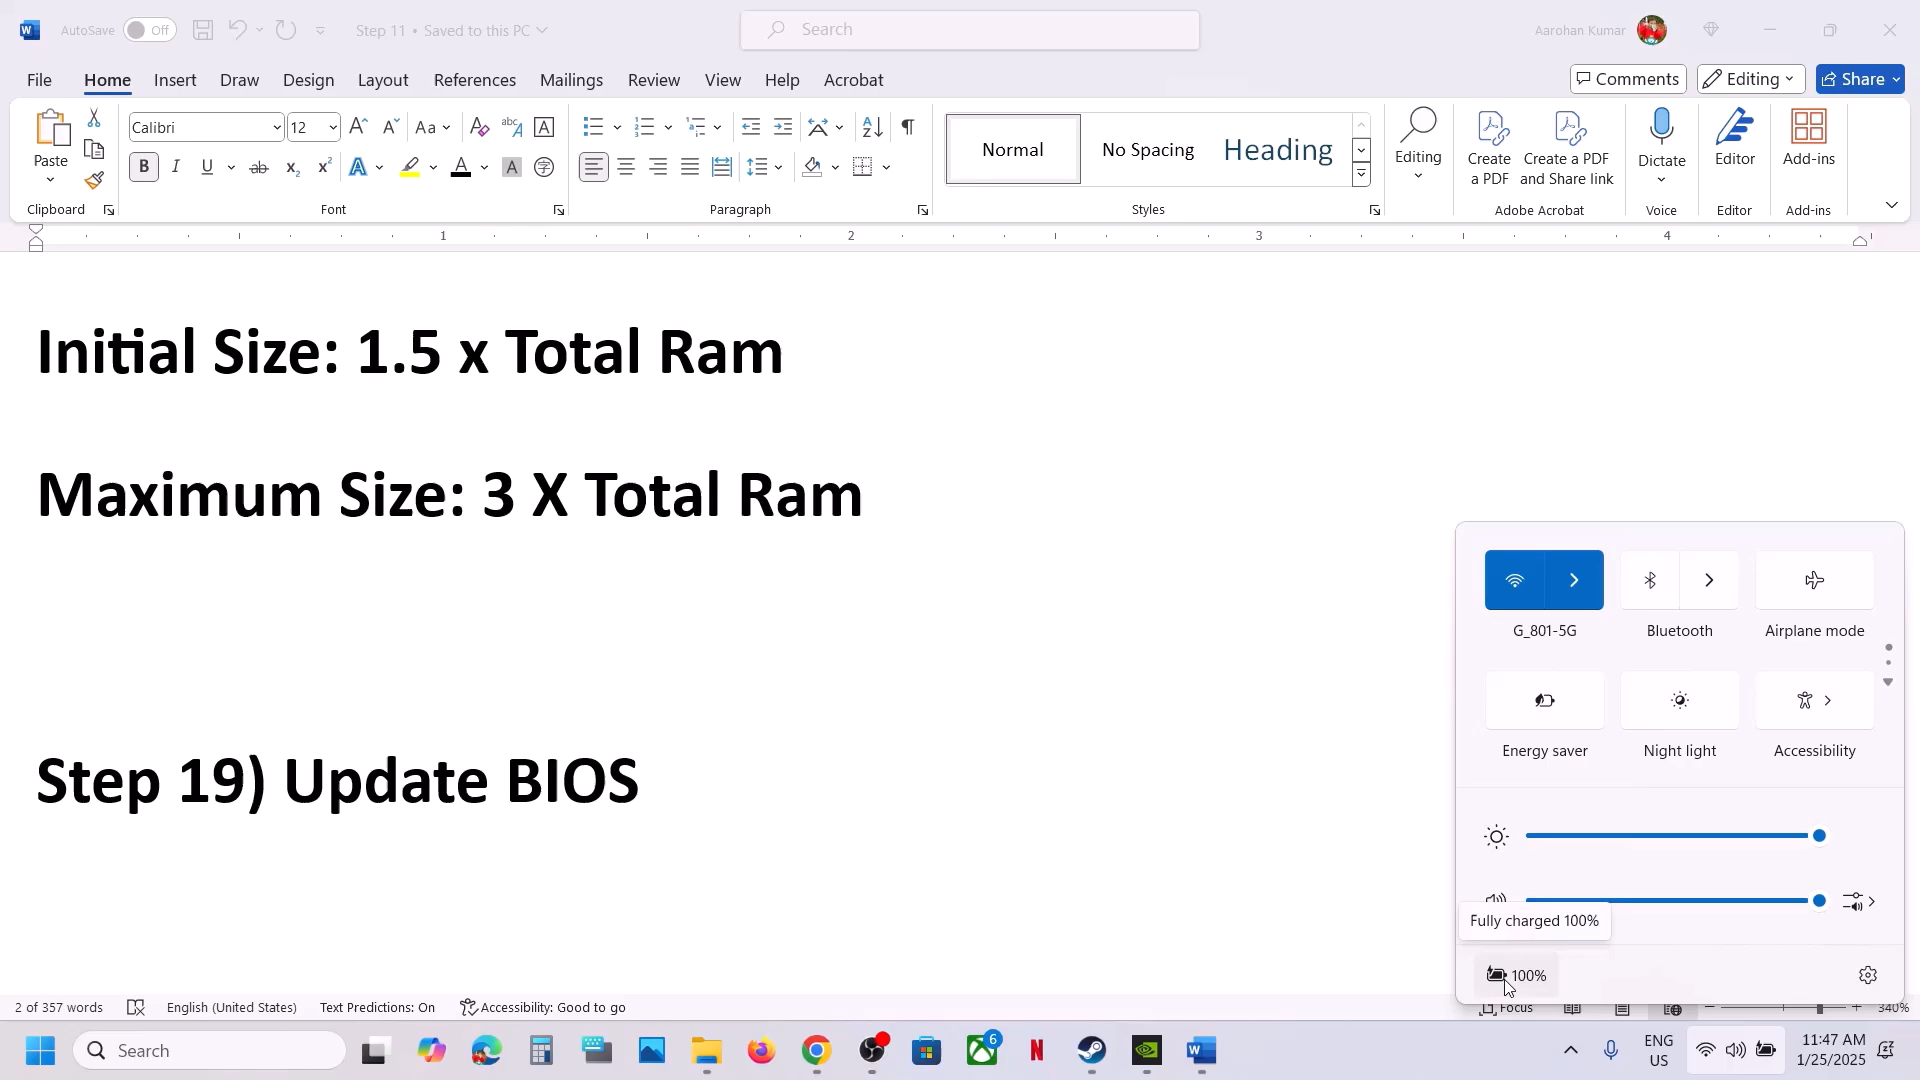 AutoSave
Off
Step 11 • Saved to this PC
Search
Aarohan Kumar
File
Home
Insert
Draw
Design
Layout
References
Mailings
Review
View
Help
Acrobat
Comments
Editing
Share
Paste
Calibri
12
Aa
Normal
No Spacing
Heading
Editing
Create a PDF
Create a PDF and Share link
Dictate
Editor
Add-ins
Clipboard
Font
Paragraph
Styles
Adobe Acrobat
Voice
Editor
Add-ins
1
2
3
4
Initial Size: 1.5 x Total Ram
Maximum Size: 3 X Total Ram
Step 19) Update BIOS
G_801-5G
Bluetooth
Airplane mode
Energy saver
Night light
Accessibility
Fully charged 100%
100%
2 of 357 words
English (United States)
Text Predictions: On
Accessibility: Good to go
Focus
340%
Search
6
ENG
US
11:47 AM
1/25/2025